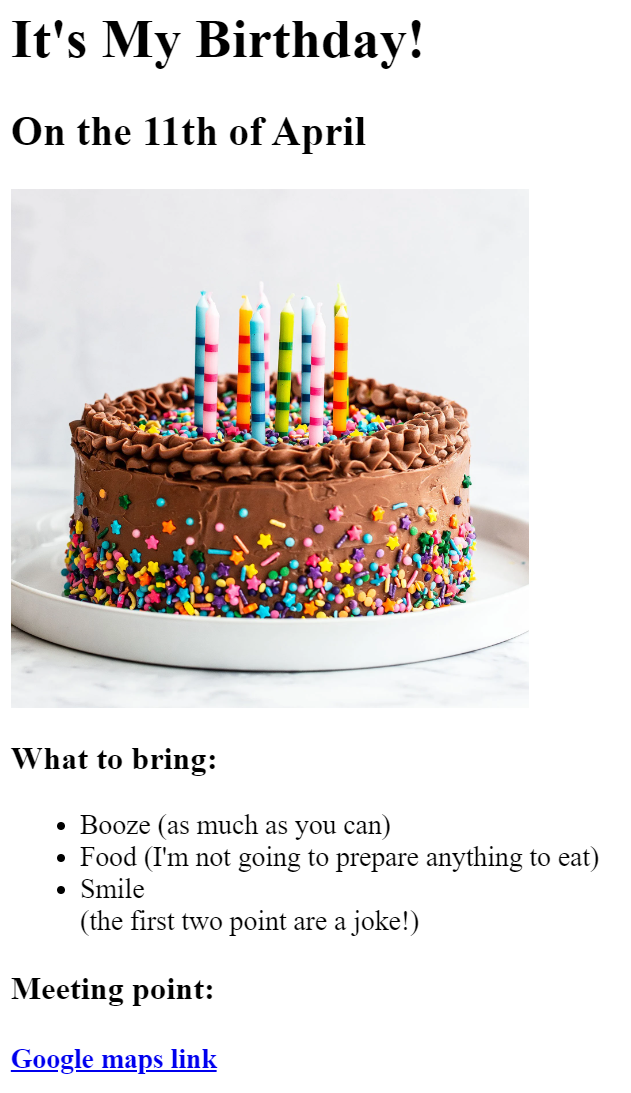 It's My Birthday!
On the 11th of April
What to bring:
Booze (as much as you can)
Food (I'm not going to prepare anything to eat)
Smile
(the first two point are a joke!)
Meeting point:
Google maps link